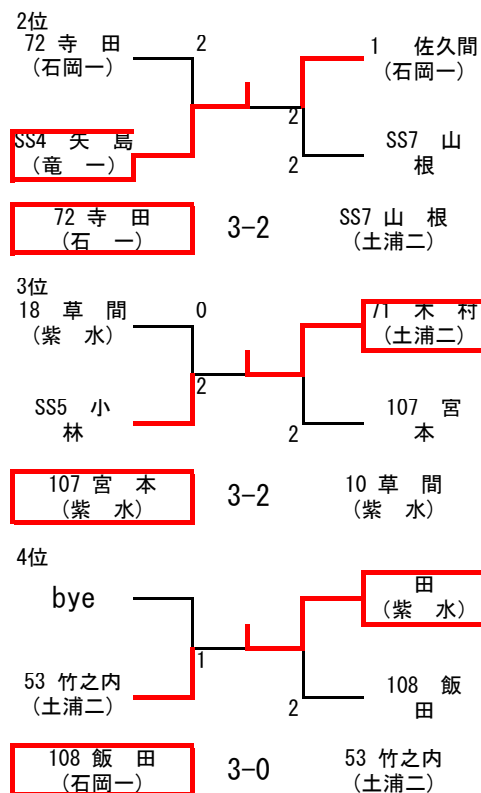 2位
72 寺 田
(石岡一)
2
1 佐久間
(石岡一)
SS4 矢 島
(竜 一)
2
2
SS7 山
根
72 寺 田
(石 一)
3-2
SS7 山 根
(土浦二)
3位
18 草 間
(紫 水)
0
71 木 村
(土浦二)
SS5 小
林
2
2
107 宮
本
107 宮 本
(紫 水)
3-2
10 草 間
(紫 水)
4位
bye
田
(紫 水)
53 竹之内
(土浦二)
1
2
108 飯
田
108 飯 田
(石岡一)
3-0
53 竹之内
(土浦二)